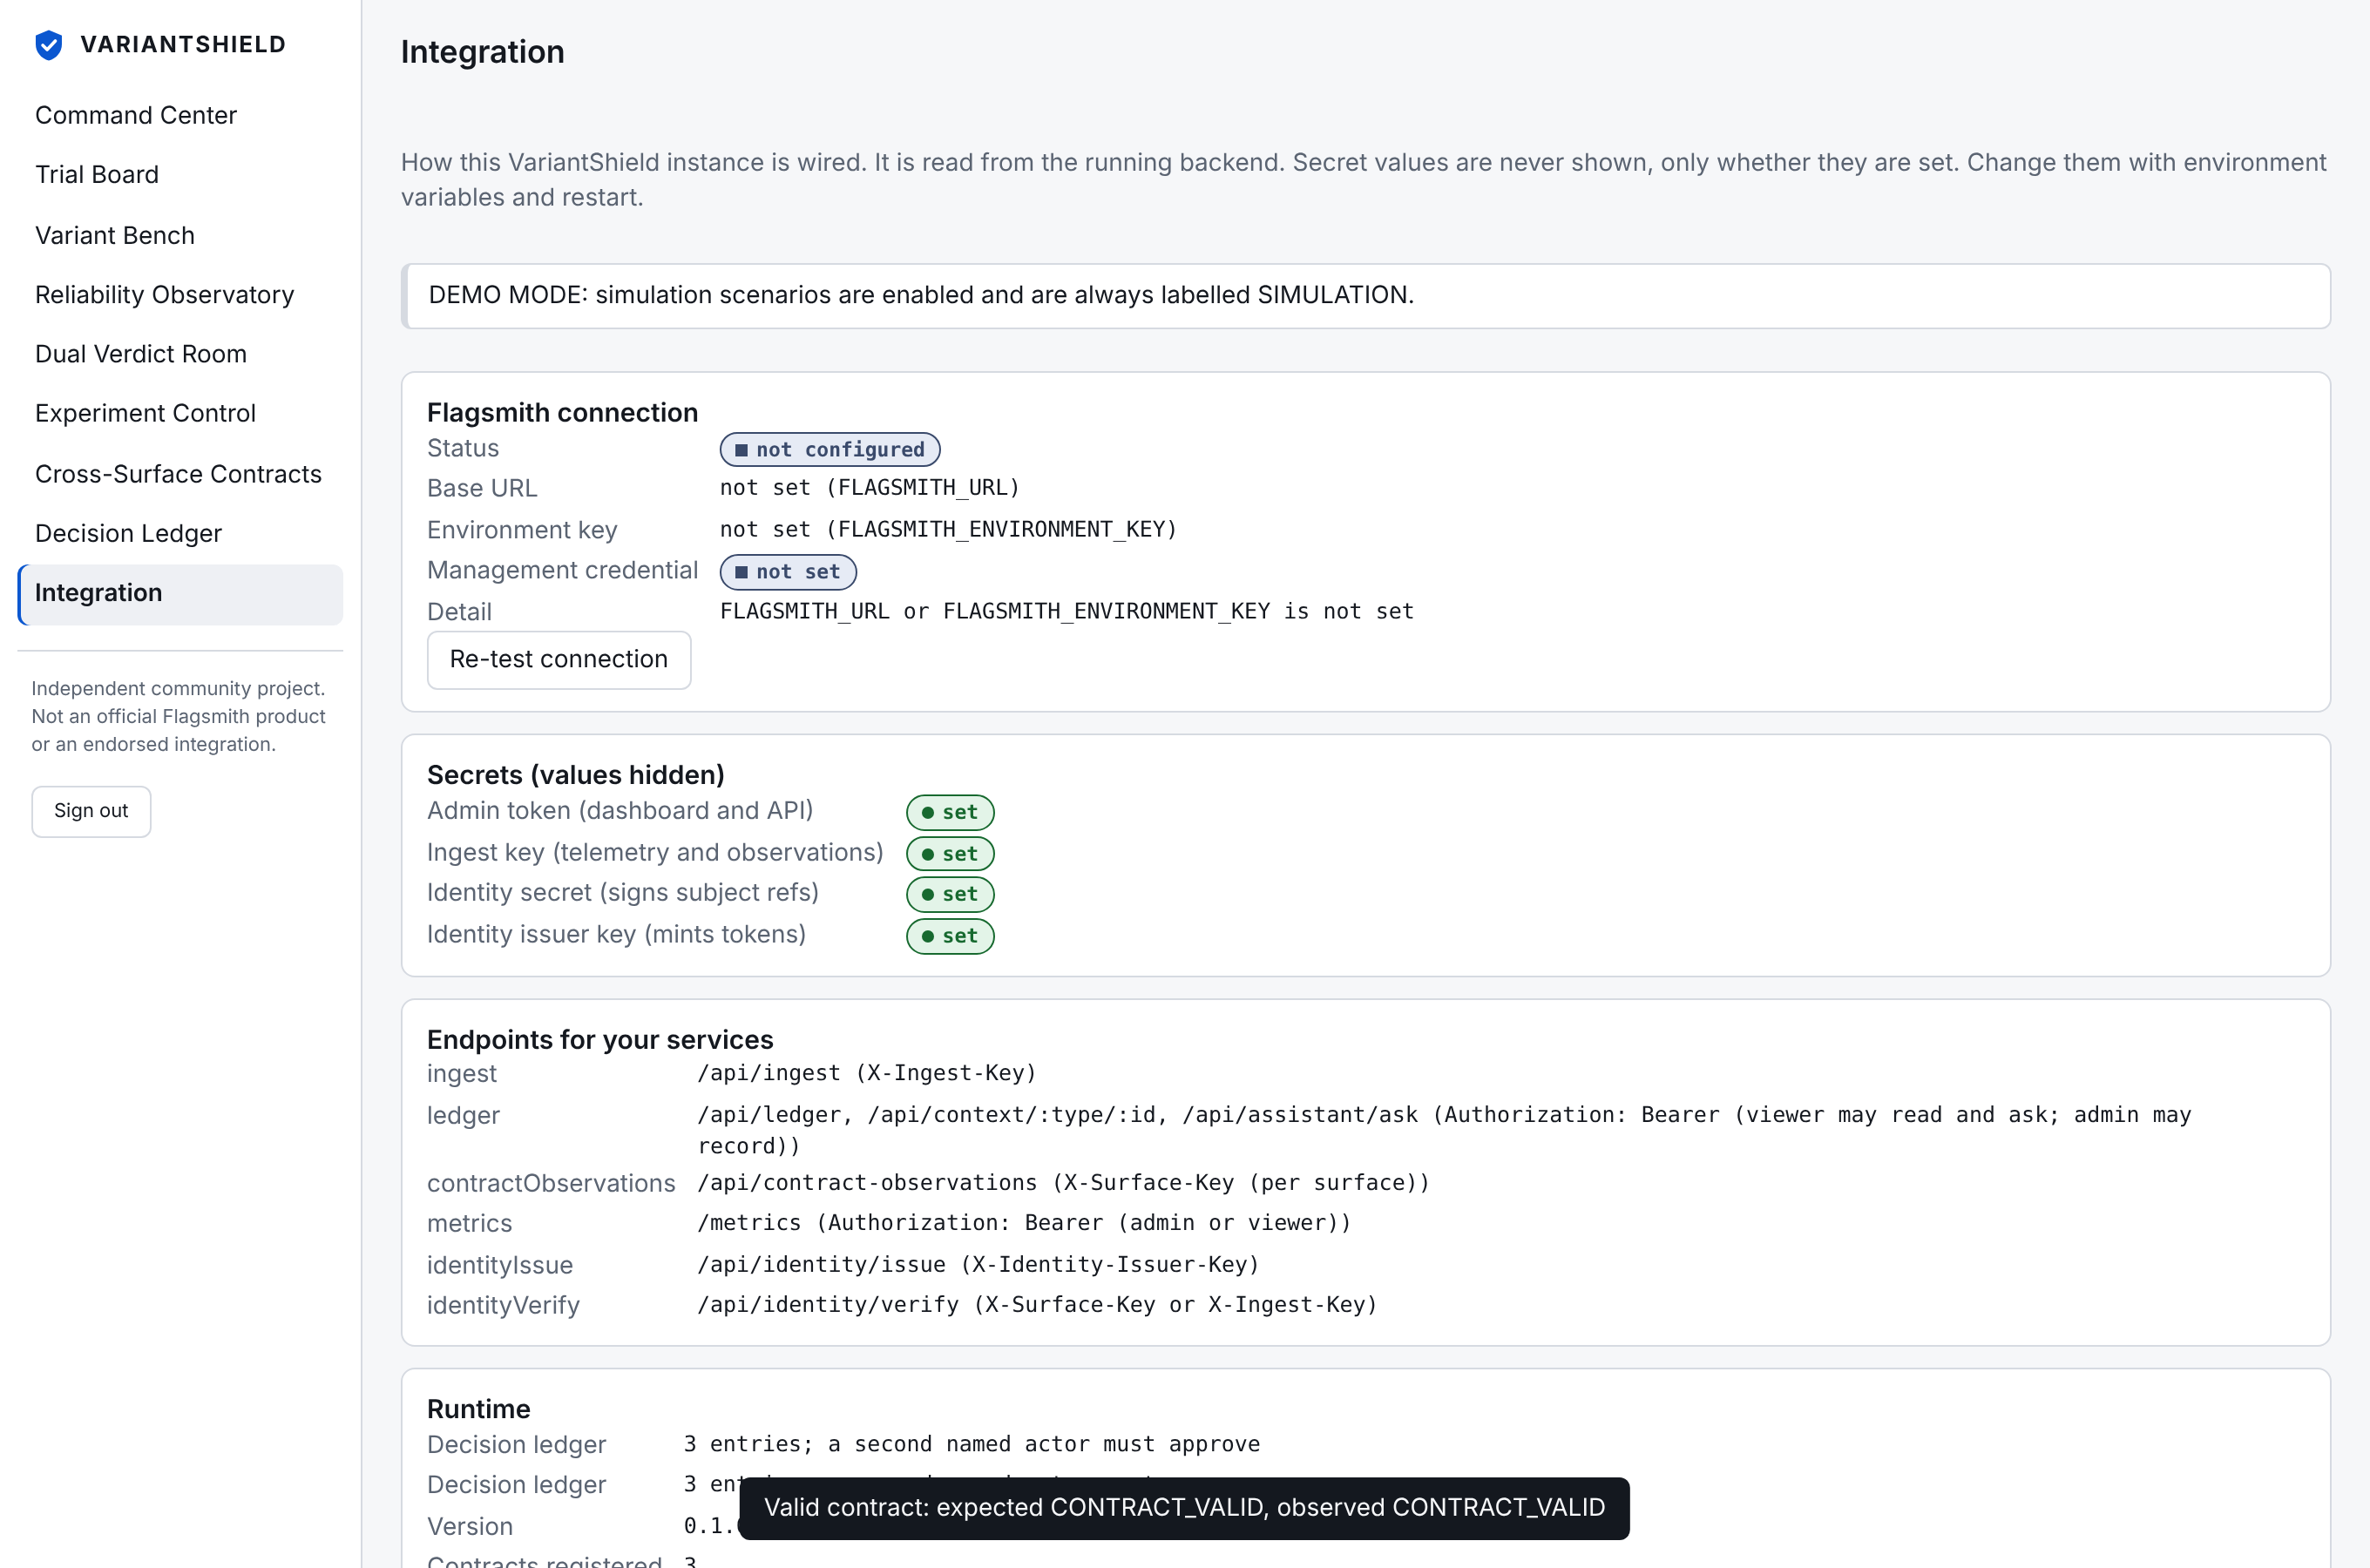 VARIANTSHIELD
Command Center
Trial Board
Variant Bench
Reliability Observatory
Dual Verdict Room
Experiment Control
Cross-Surface Contracts
Decision Ledger
Integration
Independent community project.
Not an official Flagsmith product
or an endorsed integration.
Sign out
Integration
How this VariantShield instance is wired. It is read from the running backend. Secret values are never shown, only whether they are set. Change them with environment
variables and restart.
DEMO MODE: simulation scenarios are enabled and are always labelled SIMULATION.
Flagsmith connection
Status not configured
Base URL not set (FLAGSMITH_URL)
Environment key not set (FLAGSMITH_ENVIRONMENT_KEY)
Management credential not set
Detail FLAGSMITH_URL or FLAGSMITH_ENVIRONMENT_KEY is not set
Re-test connection
Secrets (values hidden)
Admin token (dashboard and API) set
Ingest key (telemetry and observations) set
Identity secret (signs subject refs) set
Identity issuer key (mints tokens) set
Endpoints for your services
ingest /api/ingest (X-Ingest-Key)
ledger /api/ledger, /api/context/:type/:id, /api/assistant/ask (Authorization: Bearer (viewer may read and ask; admin may
record))
contractObservations /api/contract-observations (X-Surface-Key (per surface))
metrics /metrics (Authorization: Bearer (admin or viewer))
identityIssue /api/identity/issue (X-Identity-Issuer-Key)
identityVerify /api/identity/verify (X-Surface-Key or X-Ingest-Key)
Runtime
Decision ledger 3 entries; a second named actor must approve
Decision ledger 3
Valid contract: expected CONTRACT_VALID, observed CONTRACT_VALID
Version 0.1.
Contracts registered 3